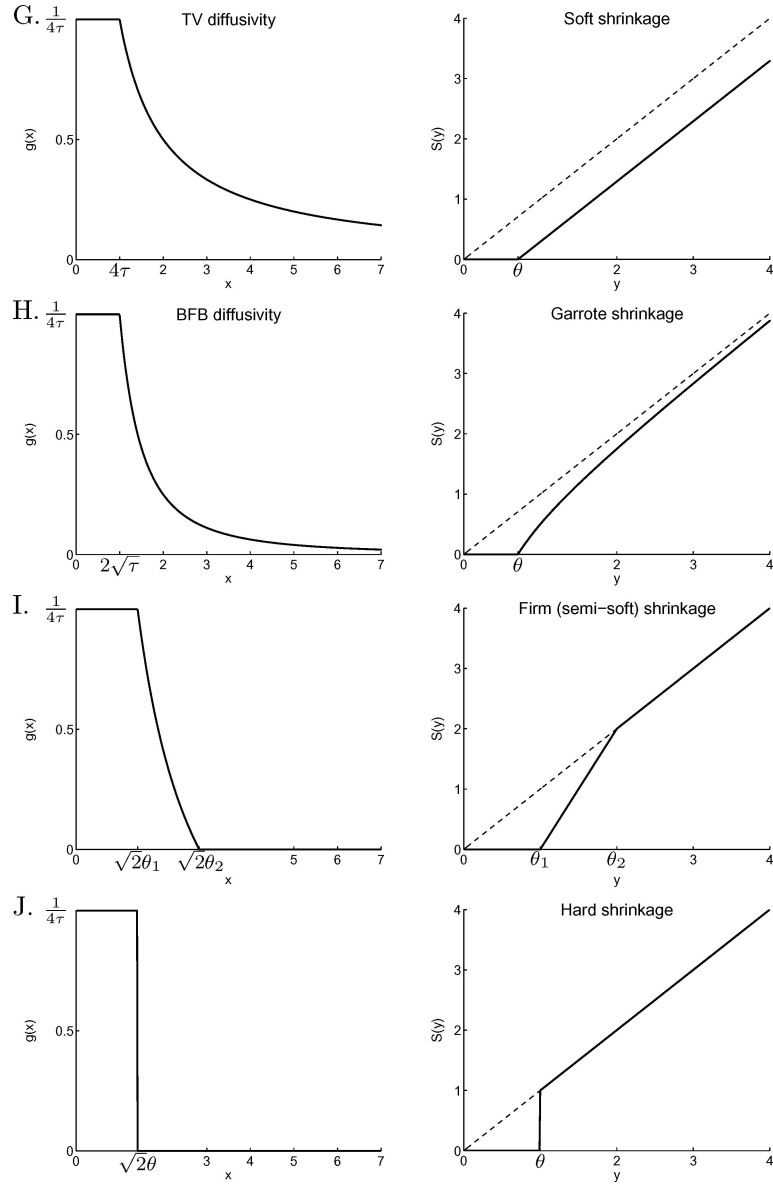 G.
TV diffusivity
1/4τ
0.5
0
g(x)
0 4τ 2 3 4 5 6 7
x
Soft shrinkage
4
3
2
1
0
S(y)
0 θ 2 3 4
y
H.
BFB diffusivity
1/4τ
0.5
0
g(x)
0 2√τ 2 3 4 5 6 7
x
Garrote shrinkage
4
3
2
1
0
S(y)
0 θ 2 3 4
y
I.
1/4τ
0.5
0
g(x)
0 √2θ₁ √2θ₂ 5 6 7
x
Firm (semi−soft) shrinkage
4
3
2
1
0
S(y)
0 θ₁ θ₂ 3 4
y
J.
1/4τ
0.5
0
g(x)
0 √2θ 3 4 5 6 7
x
Hard shrinkage
4
3
2
1
0
S(y)
0 θ 2 3 4
y